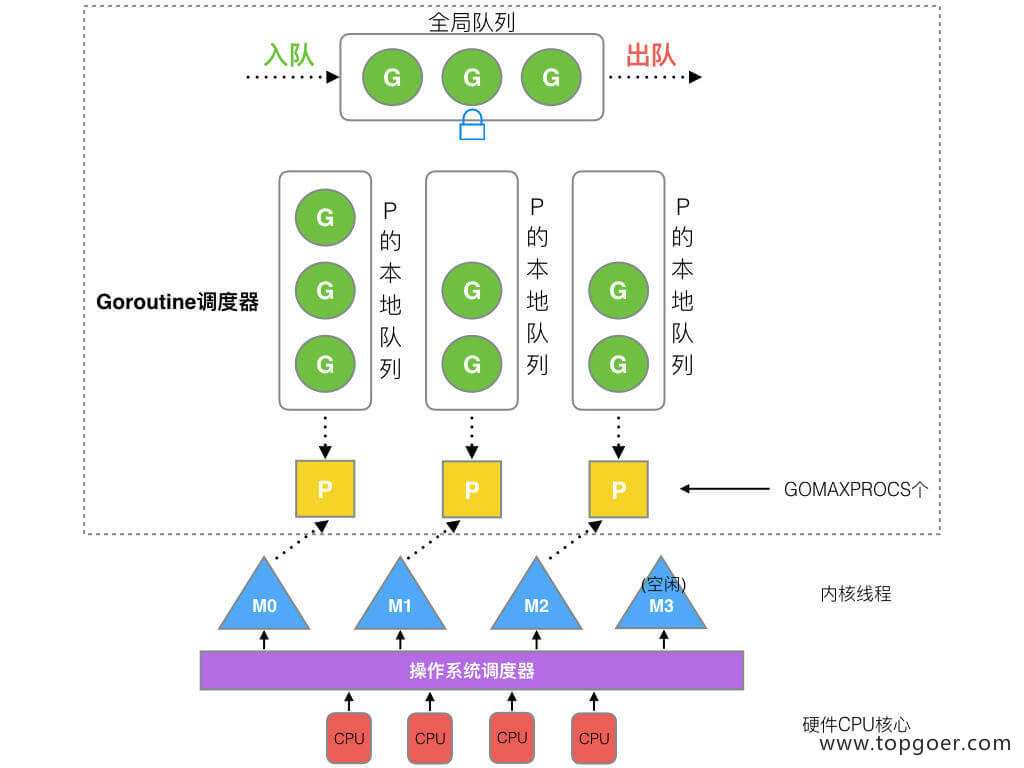 全局队列
入队
出队
G G G
G
G
G
P的本地队列
G
G
P的本地队列
G
G
P的本地队列
Goroutine调度器
P P P
GOMAXPROCS个
M0 M1 M2
(空闲)
M3
内核线程
操作系统调度器
CPU CPU CPU CPU
硬件CPU核心
www.topgoer.com